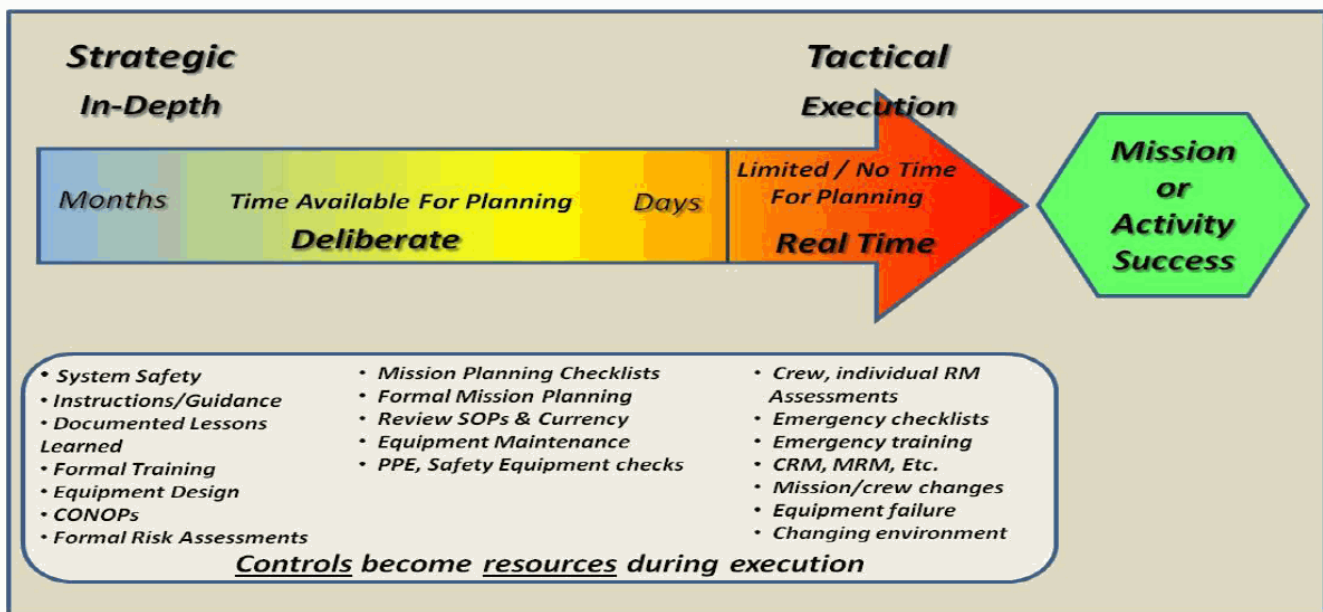 Strategic
In-Depth
Tactical
Execution
Months
Time Available For Planning
Deliberate
Days
Limited / No Time
For Planning
Real Time
Mission
or
Activity
Success
• System Safety
• Instructions/Guidance
• Documented Lessons
Learned
• Formal Training
• Equipment Design
• CONOPs
• Formal Risk Assessments
• Mission Planning Checklists
• Formal Mission Planning
• Review SOPs & Currency
• Equipment Maintenance
• PPE, Safety Equipment checks
• Crew, individual RM
Assessments
• Emergency checklists
• Emergency training
• CRM, MRM, Etc.
• Mission/crew changes
• Equipment failure
• Changing environment
Controls become resources during execution